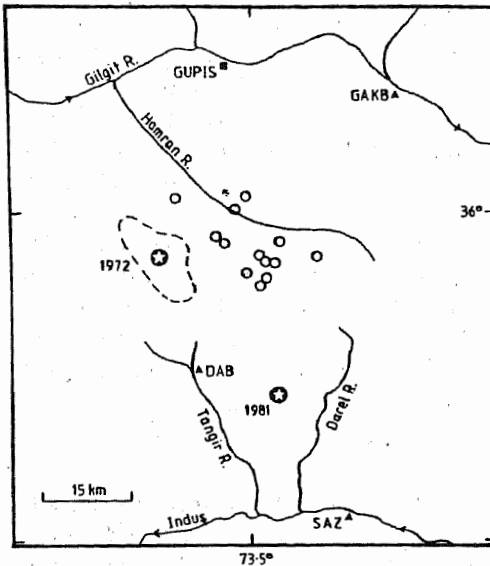 Gilgit R.
GUPIS
GAKB
Hamran R.
36°
1972
DAB
1981
Tangir R.
Darel R.
15 km
Indus
SAZ
73.5°